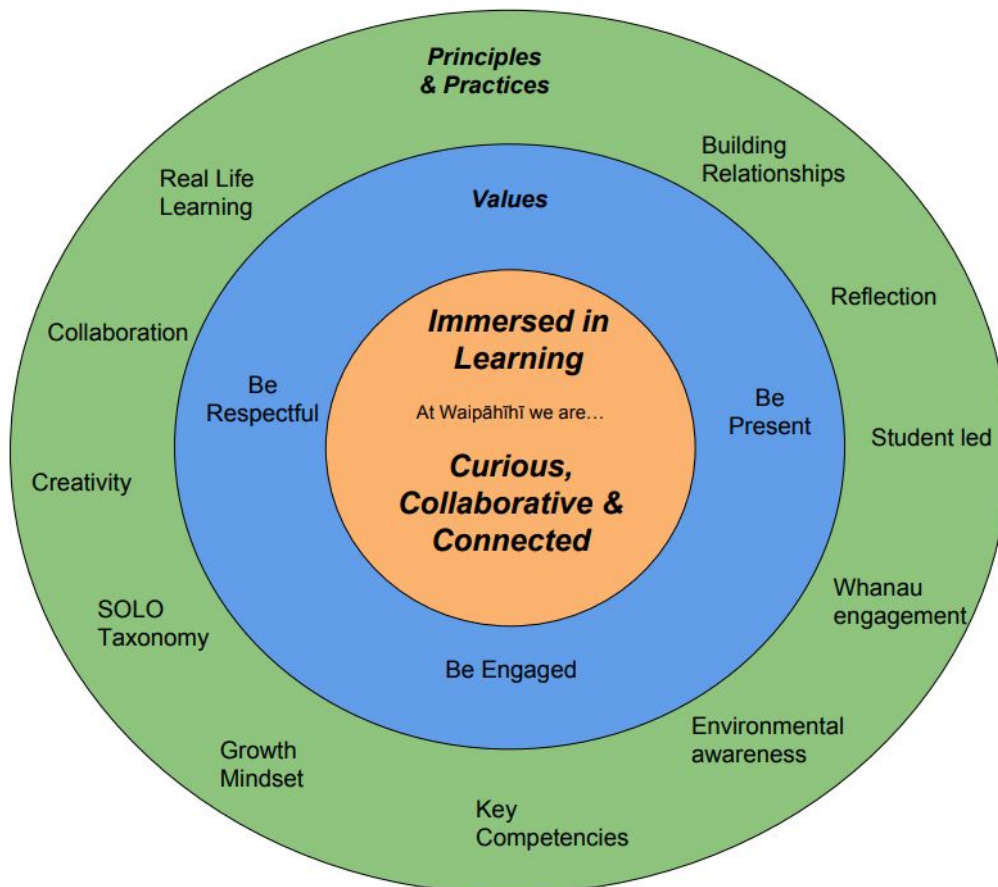 Principles
& Practices
Building
Relationships
Real Life
Learning
Values
Reflection
Immersed in
Learning
Collaboration
Be
Respectful
At Waipāhīhī we are…
Be
Present
Student led
Curious,
Collaborative &
Connected
Creativity
Whanau
engagement
SOLO
Taxonomy
Be Engaged
Environmental
awareness
Growth
Mindset
Key
Competencies